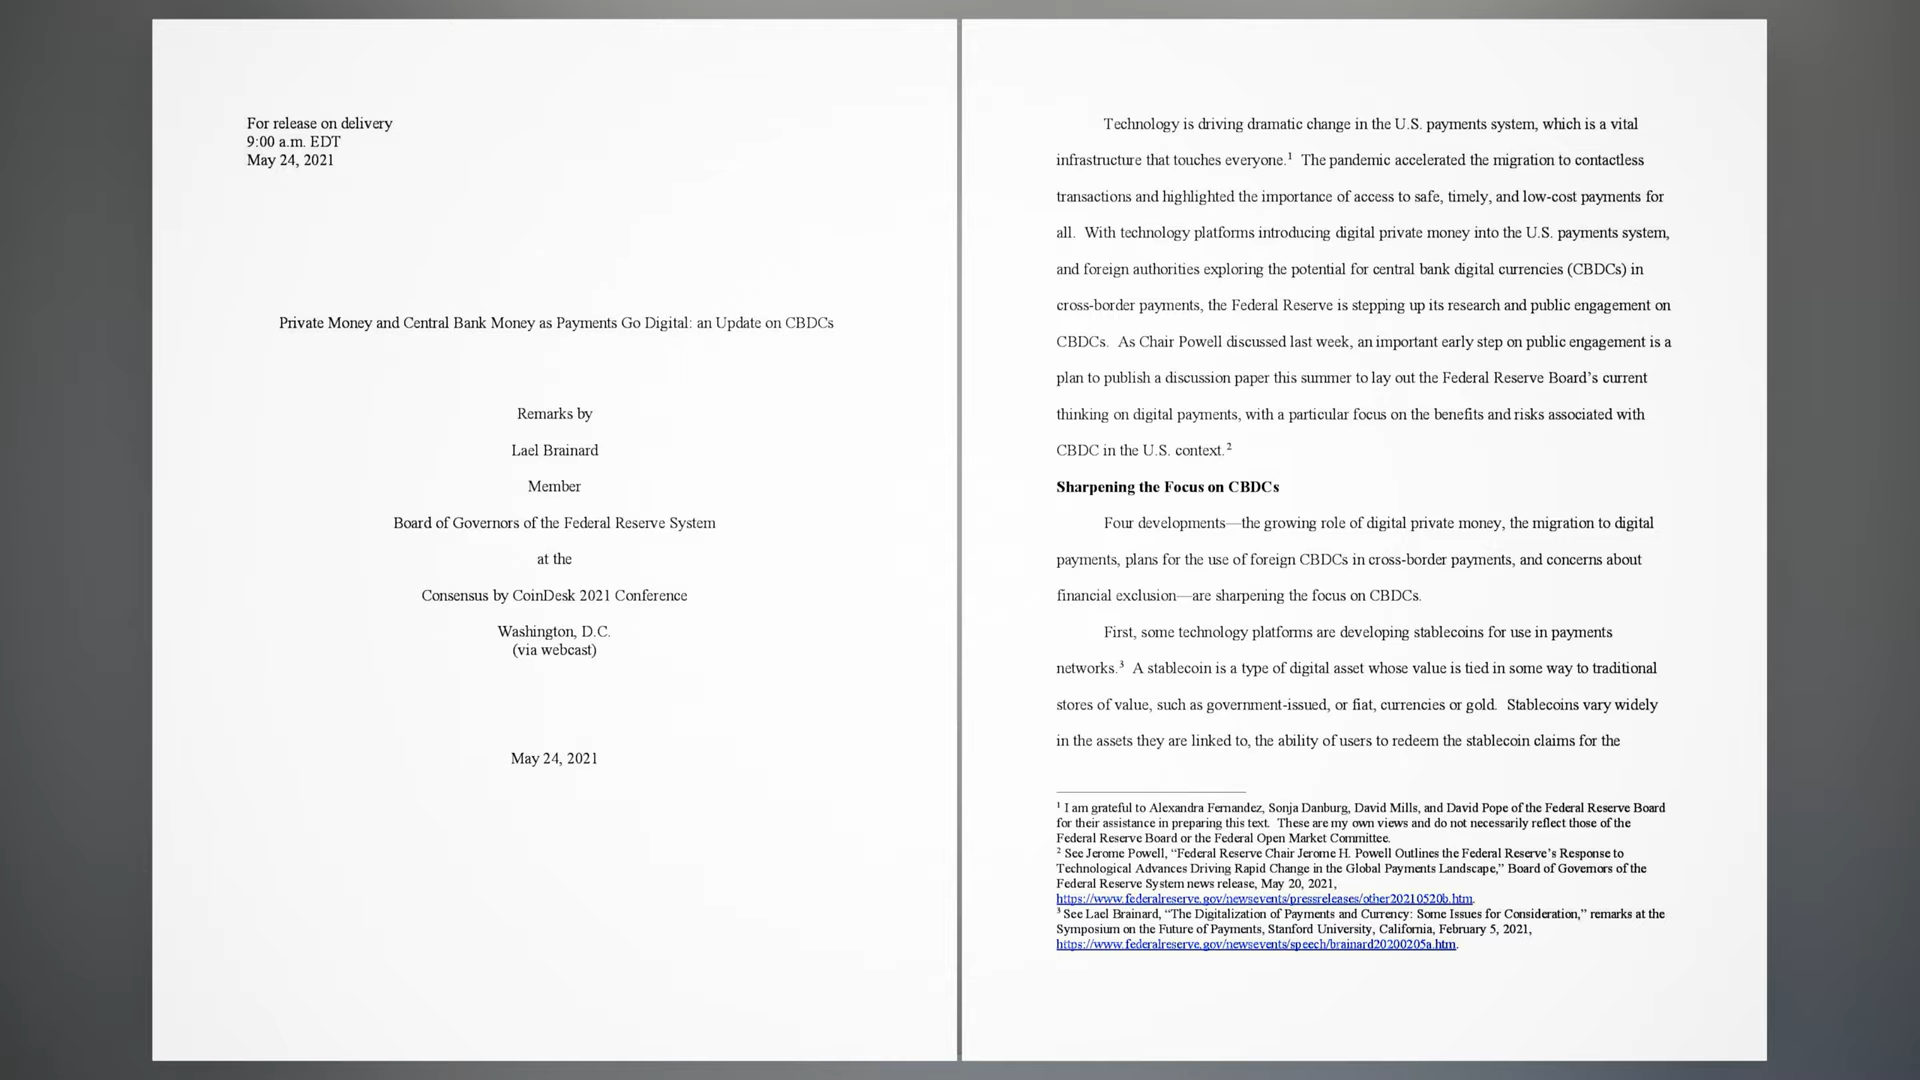 For release on delivery
9:00 a.m. EDT
May 24, 2021
Private Money and Central Bank Money as Payments Go Digital: an Update on CBDCs
Remarks by
Lael Brainard
Member
Board of Governors of the Federal Reserve System
at the
Consensus by CoinDesk 2021 Conference
Washington, D.C.
(via webcast)
May 24, 2021
Technology is driving dramatic change in the U.S. payments system, which is a vital
infrastructure that touches everyone.¹ The pandemic accelerated the migration to contactless
transactions and highlighted the importance of access to safe, timely, and low-cost payments for
all. With technology platforms introducing digital private money into the U.S. payments system,
and foreign authorities exploring the potential for central bank digital currencies (CBDCs) in
cross-border payments, the Federal Reserve is stepping up its research and public engagement on
CBDCs. As Chair Powell discussed last week, an important early step on public engagement is a
plan to publish a discussion paper this summer to lay out the Federal Reserve Board’s current
thinking on digital payments, with a particular focus on the benefits and risks associated with
CBDC in the U.S. context.²
Sharpening the Focus on CBDCs
Four developments—the growing role of digital private money, the migration to digital
payments, plans for the use of foreign CBDCs in cross-border payments, and concerns about
financial exclusion—are sharpening the focus on CBDCs.
First, some technology platforms are developing stablecoins for use in payments
networks.³ A stablecoin is a type of digital asset whose value is tied in some way to traditional
stores of value, such as government-issued, or fiat, currencies or gold. Stablecoins vary widely
in the assets they are linked to, the ability of users to redeem the stablecoin claims for the
¹ I am grateful to Alexandra Fernandez, Sonja Danburg, David Mills, and David Pope of the Federal Reserve Board
for their assistance in preparing this text. These are my own views and do not necessarily reflect those of the
Federal Reserve Board or the Federal Open Market Committee.
² See Jerome Powell, “Federal Reserve Chair Jerome H. Powell Outlines the Federal Reserve’s Response to
Technological Advances Driving Rapid Change in the Global Payments Landscape,” Board of Governors of the
Federal Reserve System news release, May 20, 2021,
https://www.federalreserve.gov/newsevents/pressreleases/other20210520b.htm.
³ See Lael Brainard, “The Digitalization of Payments and Currency: Some Issues for Consideration,” remarks at the
Symposium on the Future of Payments, Stanford University, California, February 5, 2021,
https://www.federalreserve.gov/newsevents/speech/brainard20200205a.htm.